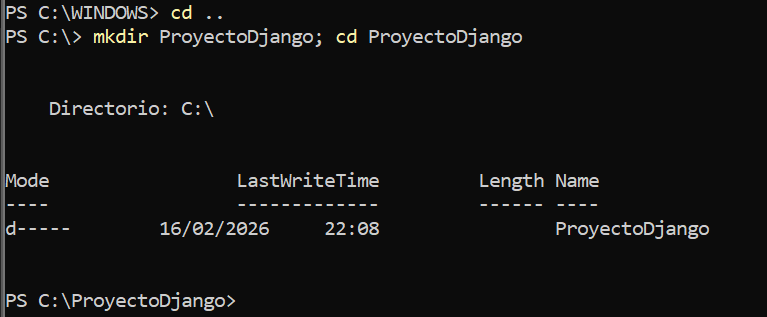 PS C:\WINDOWS> cd ..
PS C:\> mkdir ProyectoDjango; cd ProyectoDjango
Directorio: C:\
Mode LastWriteTime Length Name
---- ------------- ------ ----
d----- 16/02/2026 22:08 ProyectoDjango
PS C:\ProyectoDjango>